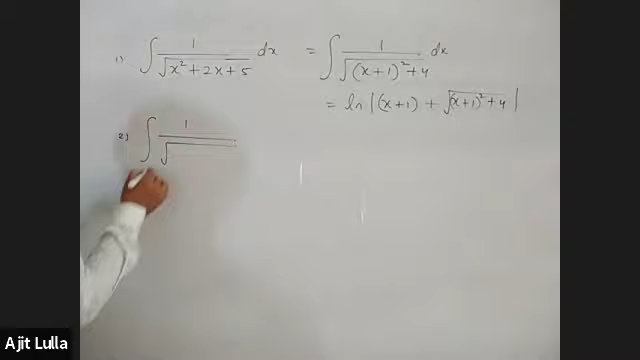 1) ∫ 1/√(x² + 2x + 5) dx = ∫ 1/√((x+1)² + 4) dx
= ln |(x+1) + √((x+1)² + 4)|
2) ∫ 1/√
Ajit Lulla